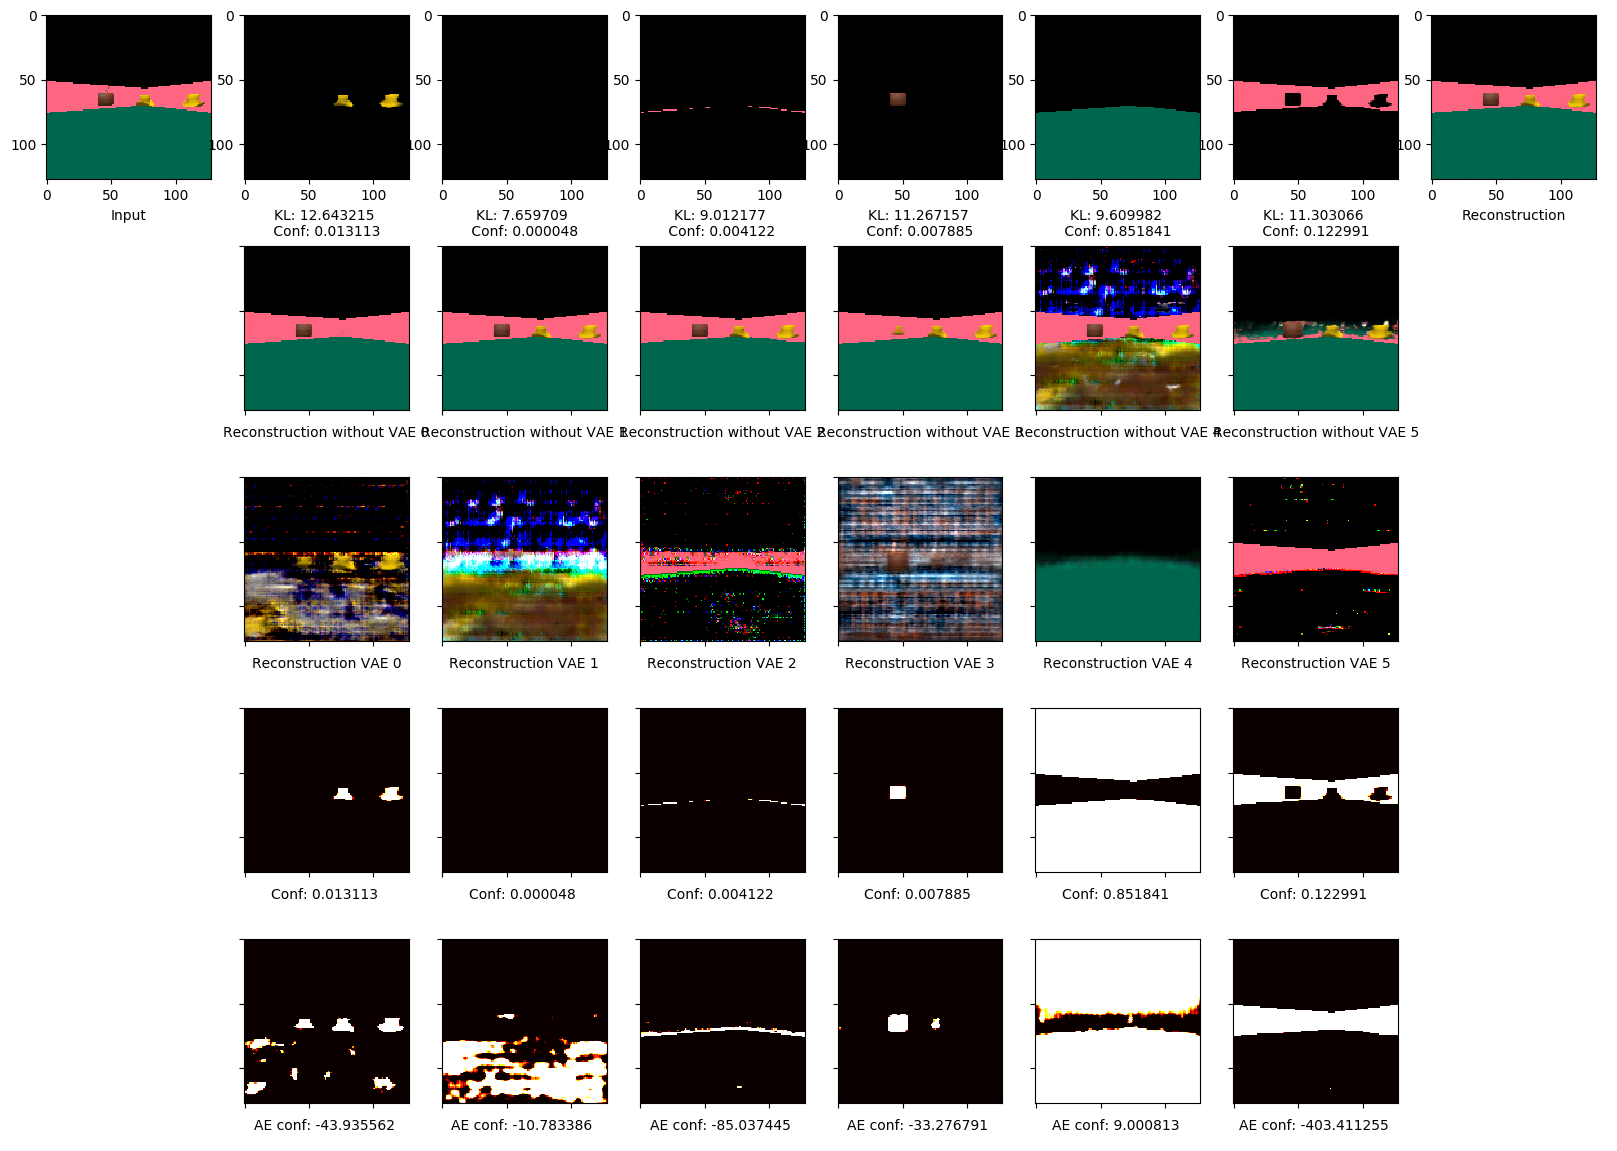 0
50
100
0 50 100
Input
0
100
0 50 100
KL: 12.643215
Conf: 0.013113
0
50
100
0 50 100
KL: 7.659709
Conf: 0.000048
0
50
100
0 50 100
KL: 9.012177
Conf: 0.004122
0
50
100
0 50 100
KL: 11.267157
Conf: 0.007885
0
50
100
0 50 100
KL: 9.609982
Conf: 0.851841
0
50
100
0 50 100
KL: 11.303066
Conf: 0.122991
0
50
100
0 50 100
Reconstruction
Reconstruction without VAE 0
Reconstruction without VAE 1
Reconstruction without VAE 2
Reconstruction without VAE 3
Reconstruction without VAE 4
Reconstruction without VAE 5
Reconstruction VAE 0
Reconstruction VAE 1
Reconstruction VAE 2
Reconstruction VAE 3
Reconstruction VAE 4
Reconstruction VAE 5
Conf: 0.013113
Conf: 0.000048
Conf: 0.004122
Conf: 0.007885
Conf: 0.851841
Conf: 0.122991
AE conf: -43.935562
AE conf: -10.783386
AE conf: -85.037445
AE conf: -33.276791
AE conf: 9.000813
AE conf: -403.411255